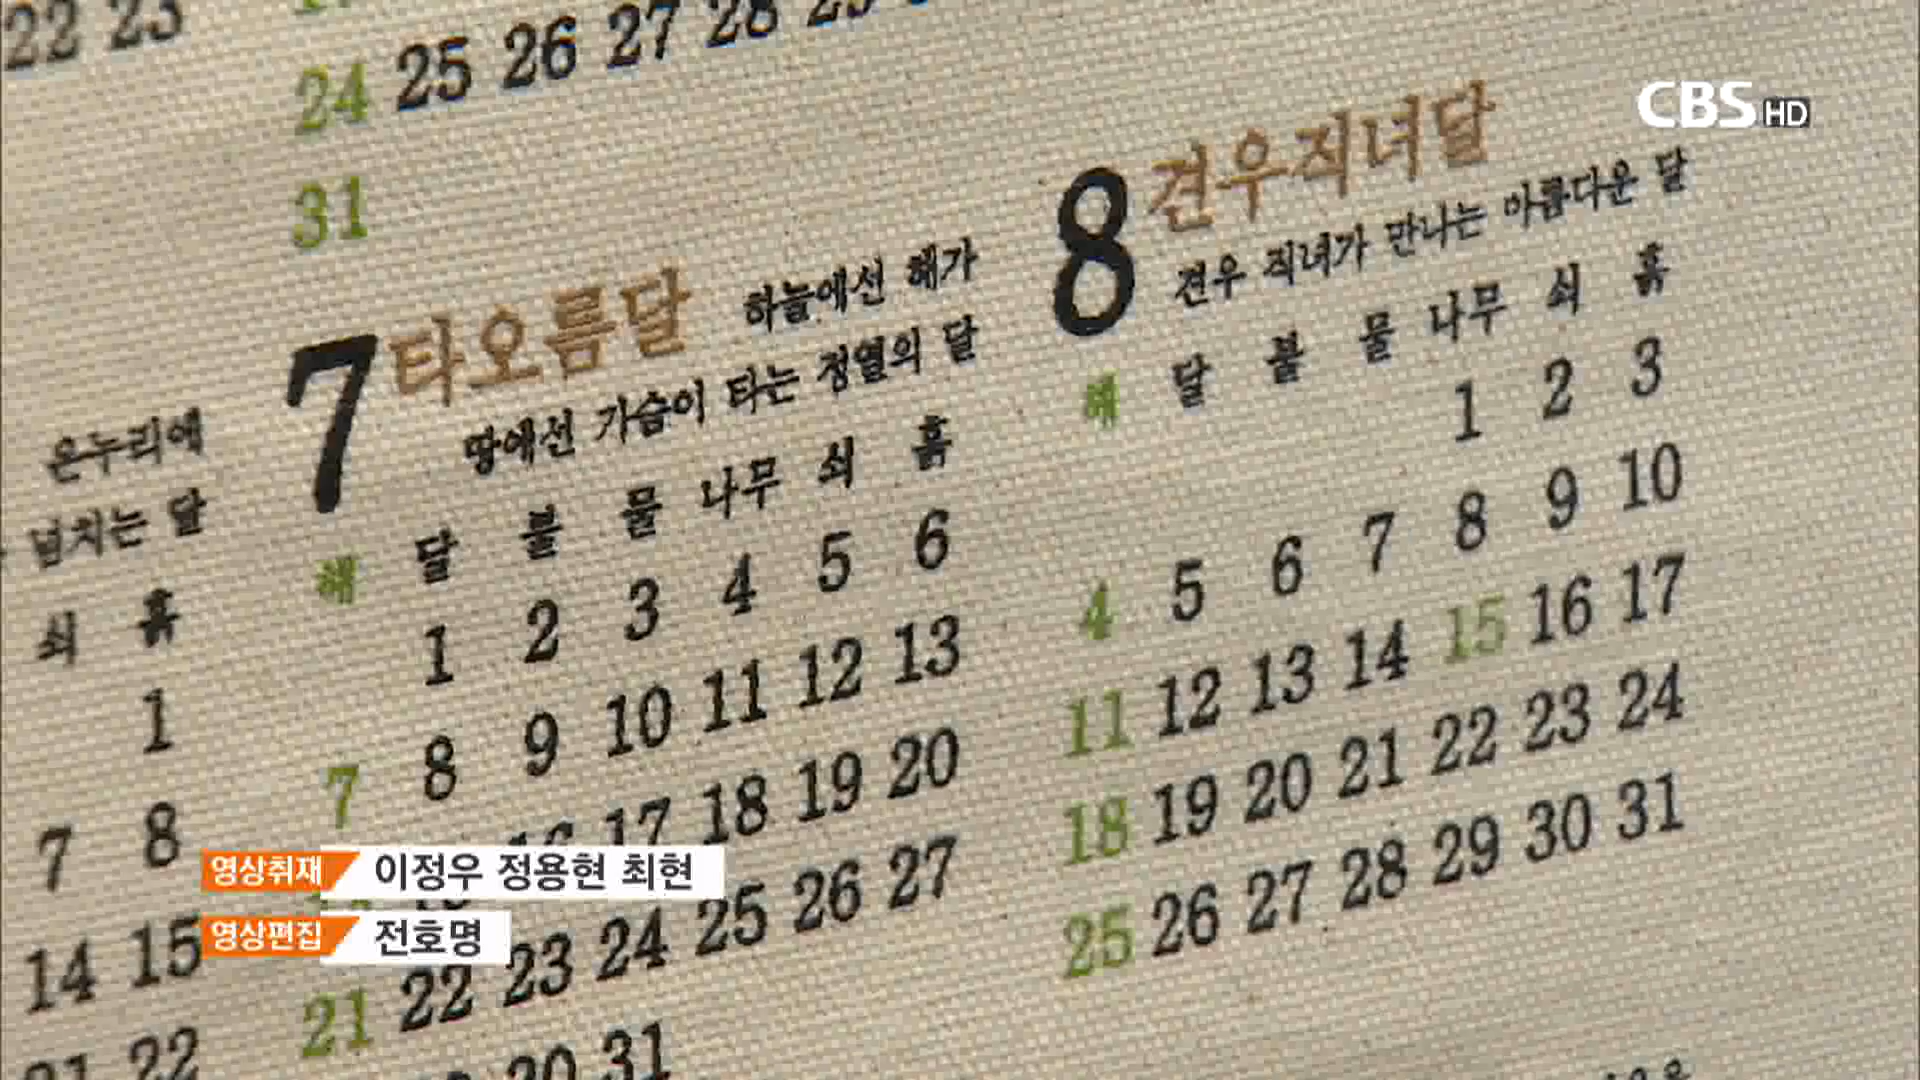 22 23
24 25 26 27 28 29
31
CBS HD
온누리에
넘치는 달
쇠 흙
1
7 8
14 15
21 22
7 타오름달 하늘에선 해가
땅에선 가슴이 타는 정열의 달
해 달 불 물 나무 쇠 흙
1 2 3 4 5 6
7 8 9 10 11 12 13
16 17 18 19 20
21 22 23 24 25 26 27
30 31
8 견우직녀달
견우 직녀가 만나는 아름다운 달
해 달 불 물 나무 쇠 흙
1 2 3
4 5 6 7 8 9 10
11 12 13 14 15 16 17
18 19 20 21 22 23 24
25 26 27 28 29 30 31
영상취재 이정우 정용현 최현
영상편집 전호명